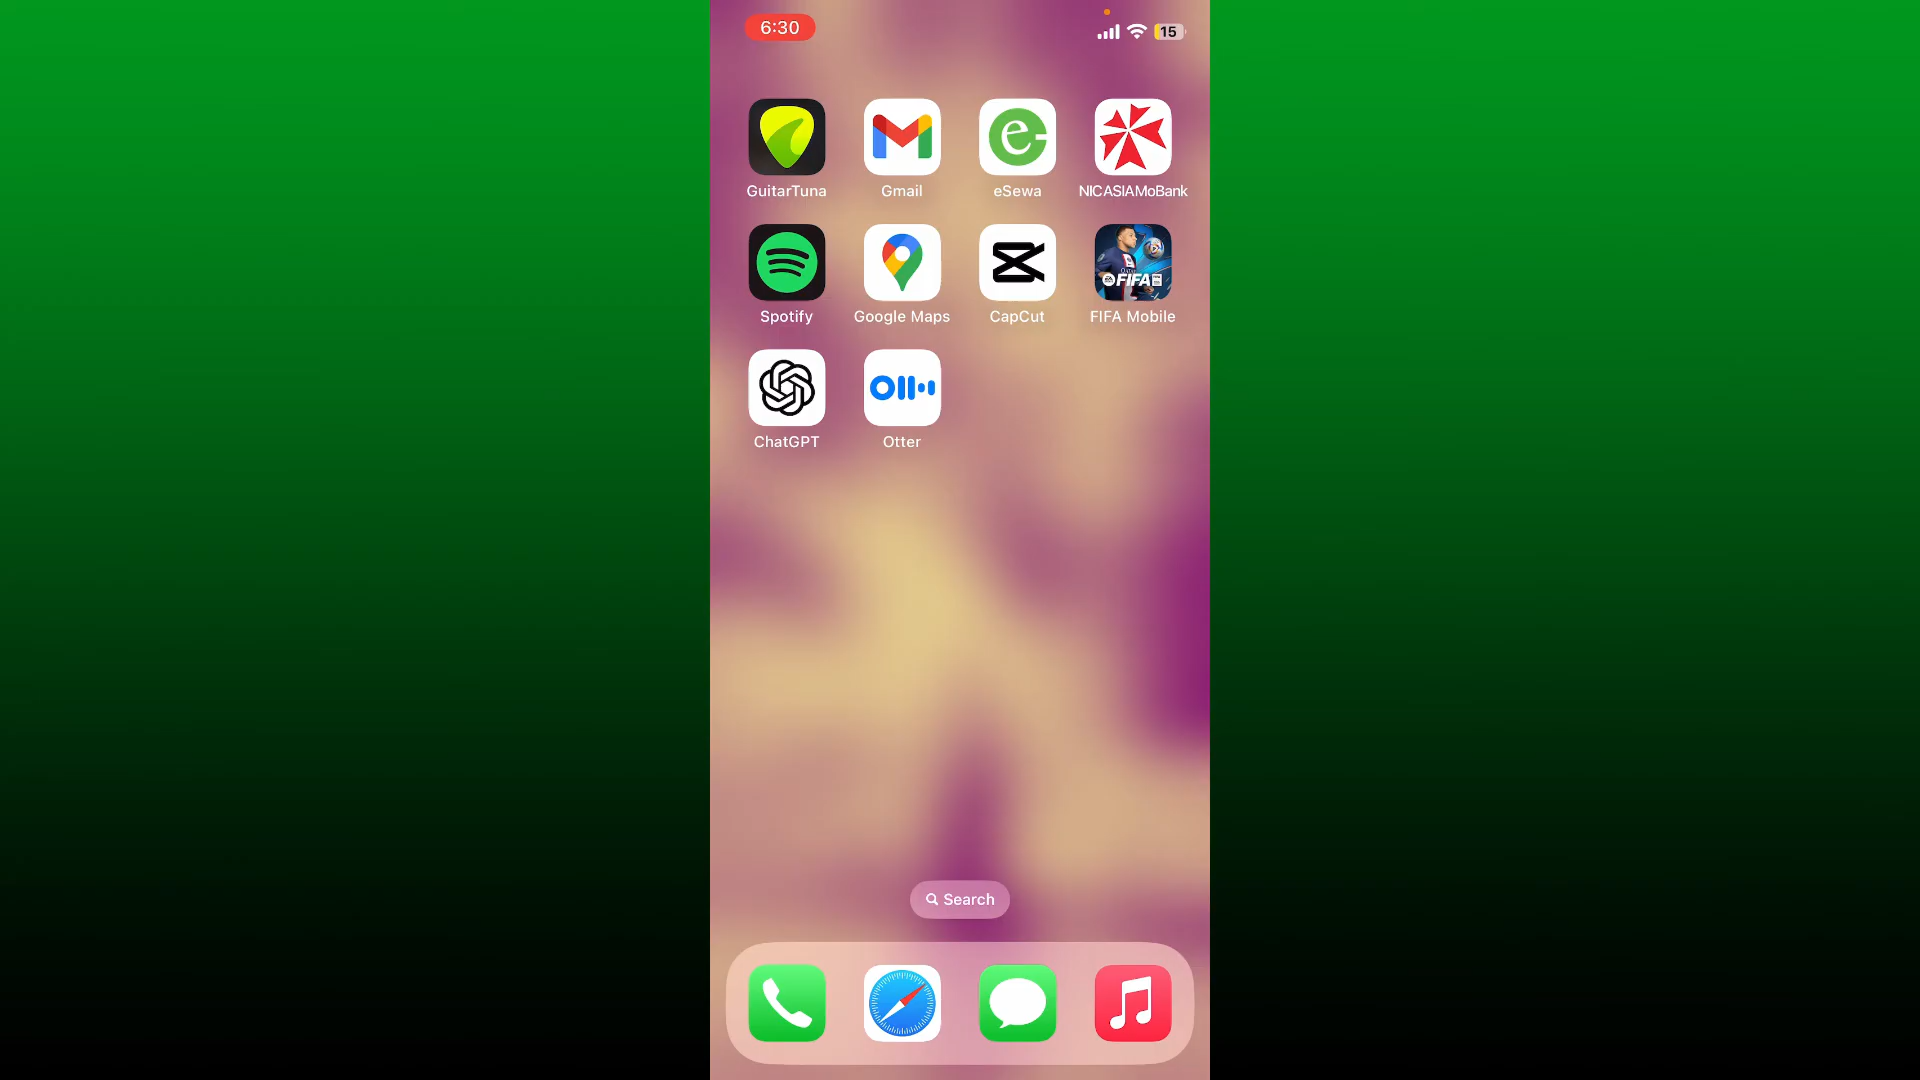 6:30
15
GuitarTuna
Gmail
eSewa
NICASIAMoBank
Spotify
Google Maps
CapCut
FIFA
FIFA Mobile
ChatGPT
Otter
Search